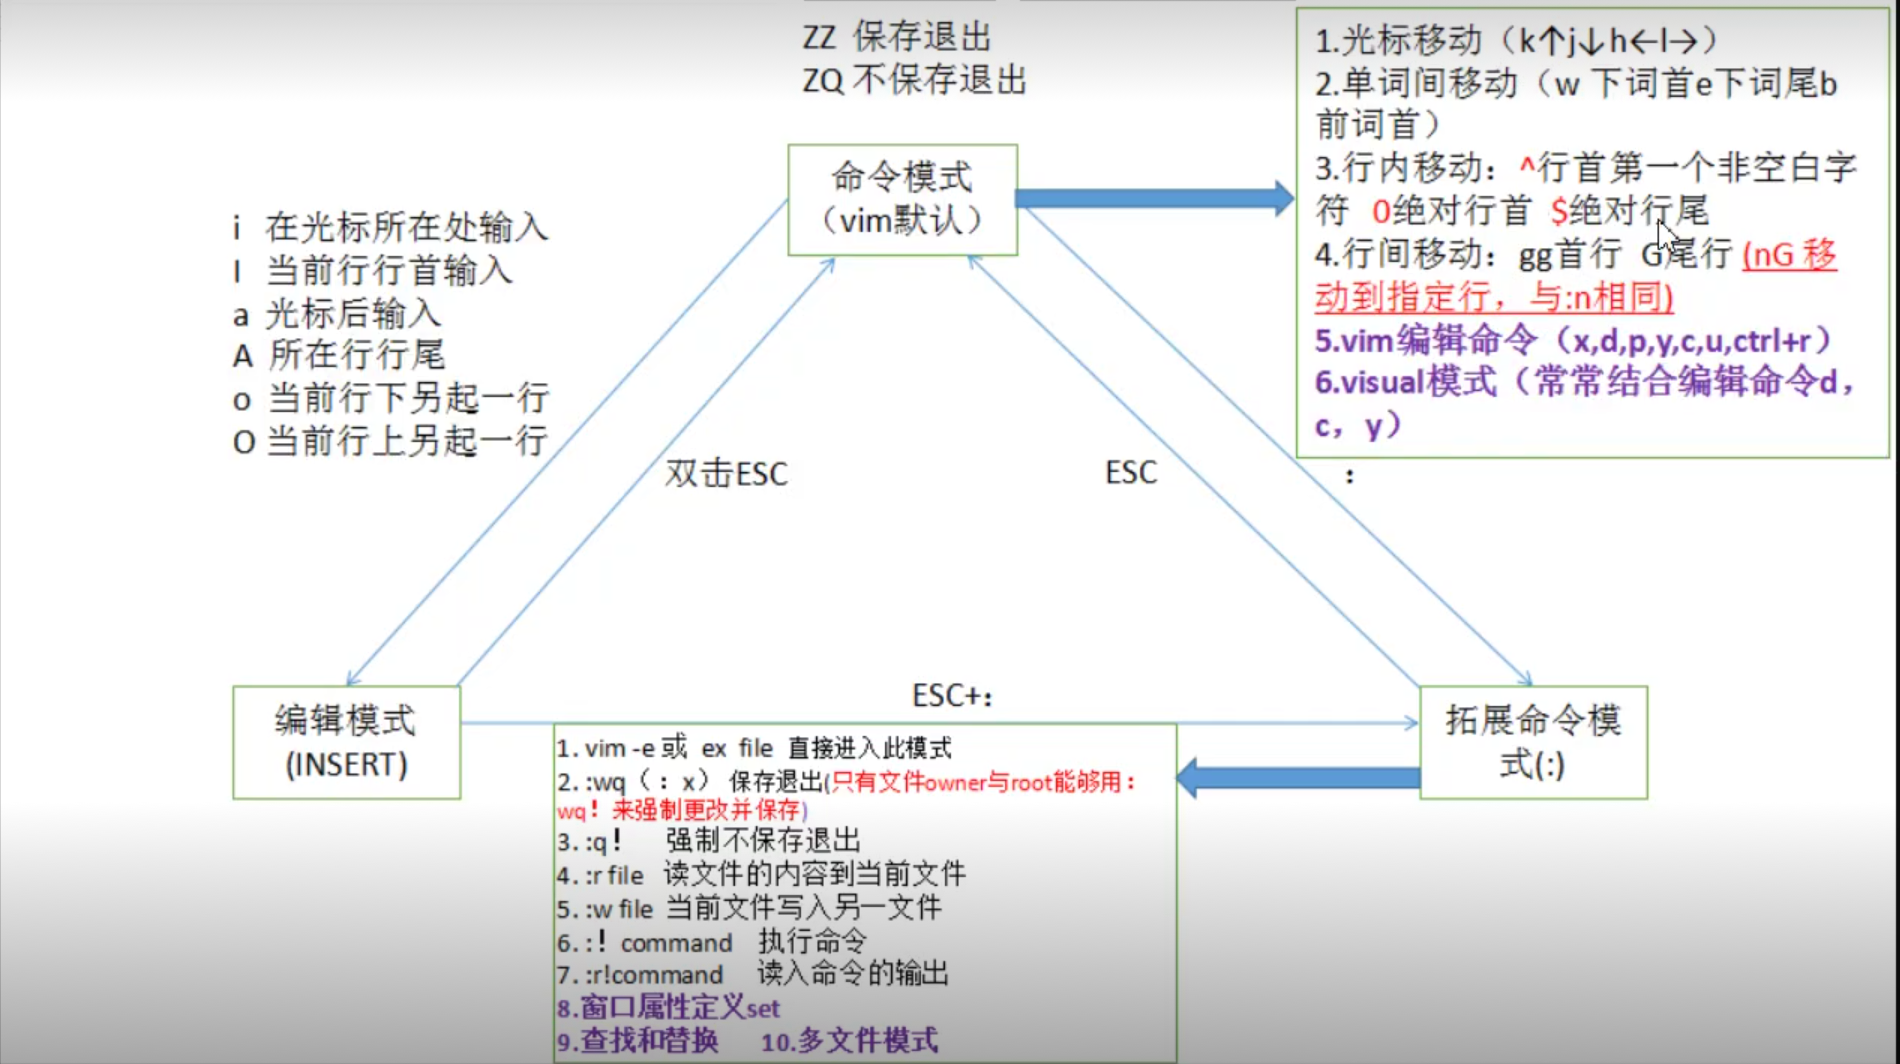 ZZ 保存退出
ZQ 不保存退出
命令模式
（vim默认）
1.光标移动（k↑j↓h←l→）
2.单词间移动（w 下词首e下词尾b
前词首）
3.行内移动：^行首第一个非空白字
符 0绝对行首 $绝对行尾
4.行间移动：gg首行 G尾行 (nG 移
动到指定行，与:n相同)
5.vim编辑命令（x,d,p,y,c,u,ctrl+r）
6.visual模式（常常结合编辑命令d，
c，y）
i 在光标所在处输入
I 当前行行首输入
a 光标后输入
A 所在行行尾
o 当前行下另起一行
O 当前行上另起一行
双击ESC
ESC
：
ESC+:
编辑模式
(INSERT)
拓展命令模
式(:)
1. vim -e 或 ex file 直接进入此模式
2. :wq（：x） 保存退出(只有文件owner与root能够用：
wq！来强制更改并保存)
3. :q！ 强制不保存退出
4. :r file 读文件的内容到当前文件
5. :w file 当前文件写入另一文件
6. :！command 执行命令
7. :r!command 读入命令的输出
8.窗口属性定义set
9.查找和替换 10.多文件模式